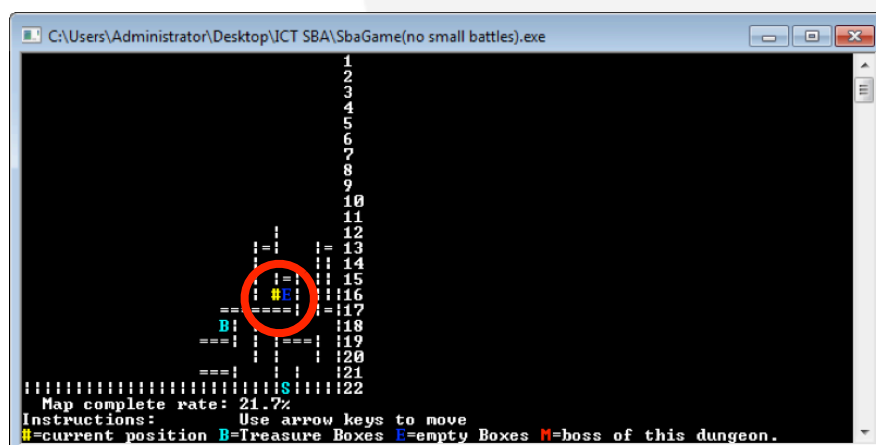 C:\Users\Administrator\Desktop\ICT SBA\SbaGame(no small battles).exe
1
2
3
4
5
6
7
8
9
10
11
¦ 12
¦=¦ ¦= 13
¦ ¦¦ 14
¦=¦ ¦¦ 15
¦ #E¦ ¦¦¦16
=======¦ ¦=¦17
B¦ ¦18
===¦ ¦ ¦===¦ ¦19
¦ ¦ ¦ ¦20
===¦ ¦ ¦ ¦21
¦¦¦¦¦¦¦¦¦¦¦¦¦¦¦¦¦¦¦¦¦¦¦¦¦S¦¦¦¦¦22
Map complete rate: 21.7%
Instructions: Use arrow keys to move
#=current position B=Treasure Boxes E=empty Boxes M=boss of this dungeon.